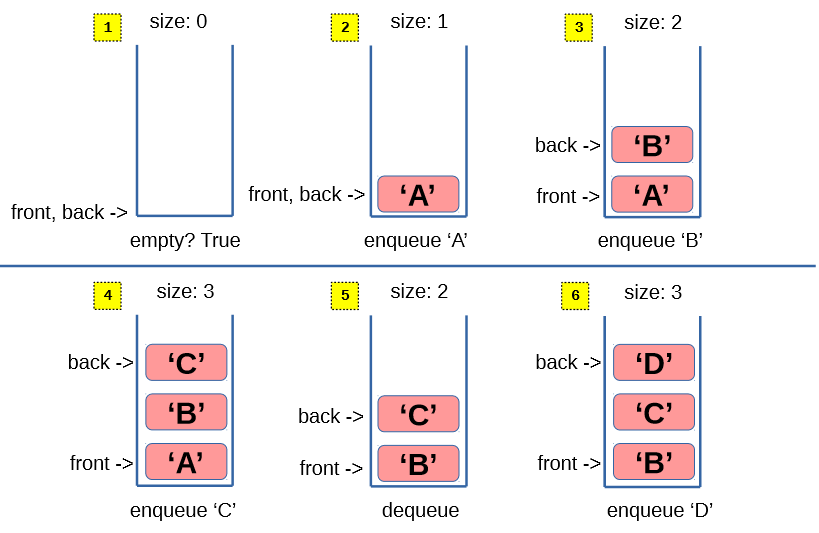 1
size: 0
front, back ->
empty? True
2
size: 1
front, back ->
‘A’
enqueue ‘A’
3
size: 2
back ->
‘B’
front ->
‘A’
enqueue ‘B’
4
size: 3
back ->
‘C’
‘B’
front ->
‘A’
enqueue ‘C’
5
size: 2
back ->
‘C’
front ->
‘B’
dequeue
6
size: 3
back ->
‘D’
‘C’
front ->
‘B’
enqueue ‘D’